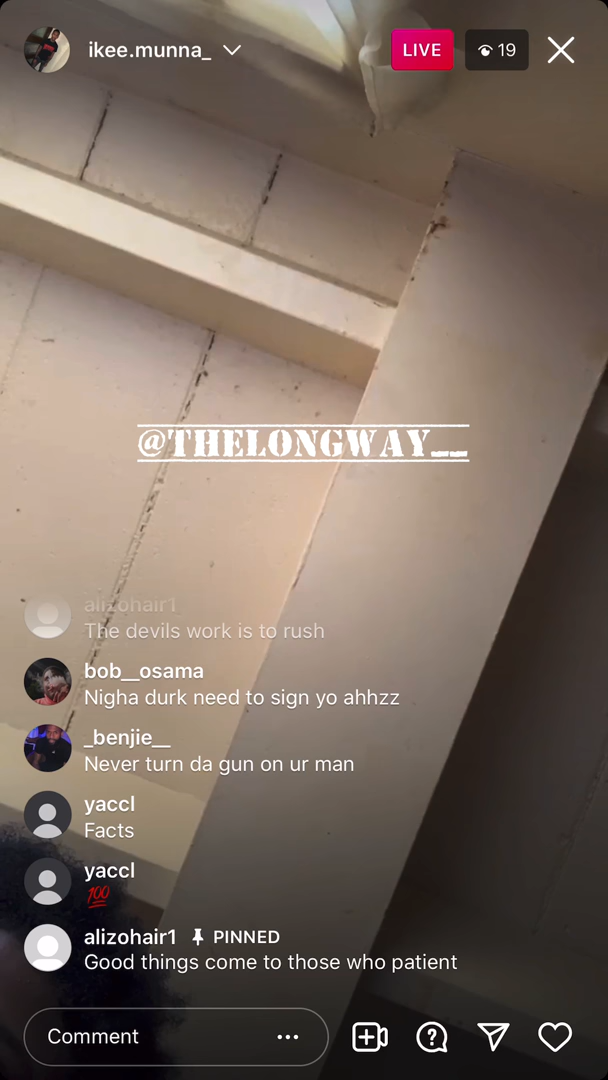 ikee.munna_
LIVE
19
@THELONGWAY__
alizohair1
The devils work is to rush
bob__osama
Nigha durk need to sign yo ahhzz
_benjie__
Never turn da gun on ur man
yaccl
Facts
yaccl
💯
alizohair1 PINNED
Good things come to those who patient
Comment